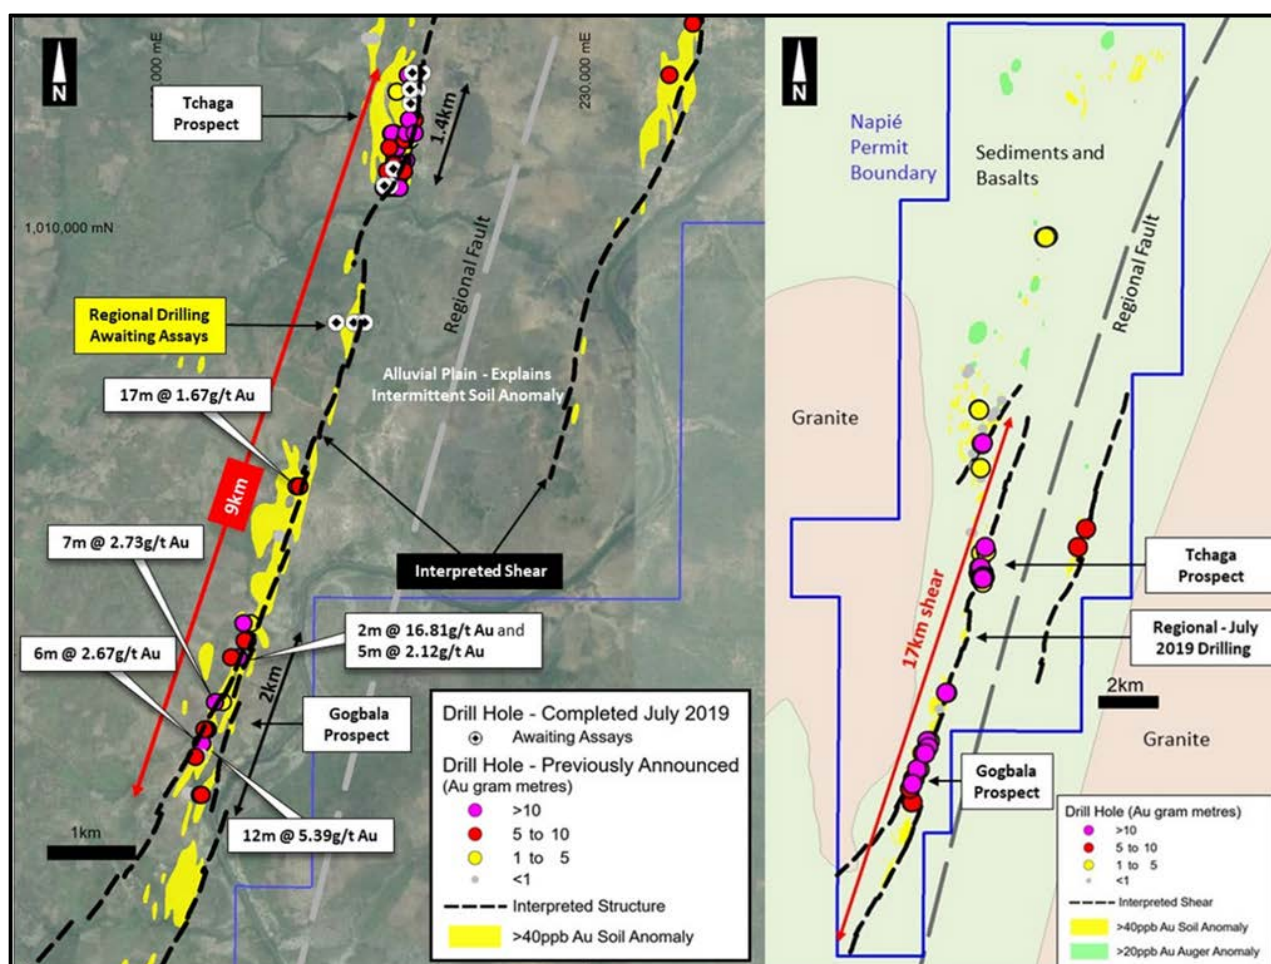 N
Tchaga
Prospect
1.4km
230,000 mE
1,010,000 mN
Regional Fault
Regional Drilling
Awaiting Assays
Alluvial Plain - Explains
Intermittent Soil Anomaly
17m @ 1.67g/t Au
9km
7m @ 2.73g/t Au
Interpreted Shear
2m @ 16.81g/t Au and
5m @ 2.12g/t Au
6m @ 2.67g/t Au
2km
Gogbala
Prospect
12m @ 5.39g/t Au
1km
Drill Hole - Completed July 2019
Awaiting Assays
Drill Hole - Previously Announced
(Au gram metres)
>10
5 to 10
1 to 5
<1
Interpreted Structure
>40ppb Au Soil Anomaly
N
Napié
Permit
Boundary
Sediments and
Basalts
Regional Fault
Granite
17km shear
Tchaga
Prospect
Regional - July
2019 Drilling
2km
Granite
Gogbala
Prospect
Drill Hole (Au gram metres)
>10
5 to 10
1 to 5
<1
Interpreted Shear
>40ppb Au Soil Anomaly
>20ppb Au Auger Anomaly